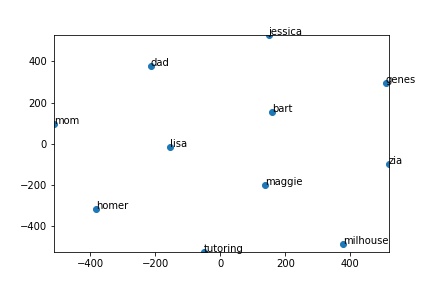 jessica
dad
400
genes
200
bart
mom
0
lisa
zia
maggie
−200
homer
−400
milhouse
tutoring
−400
−200
0
200
400